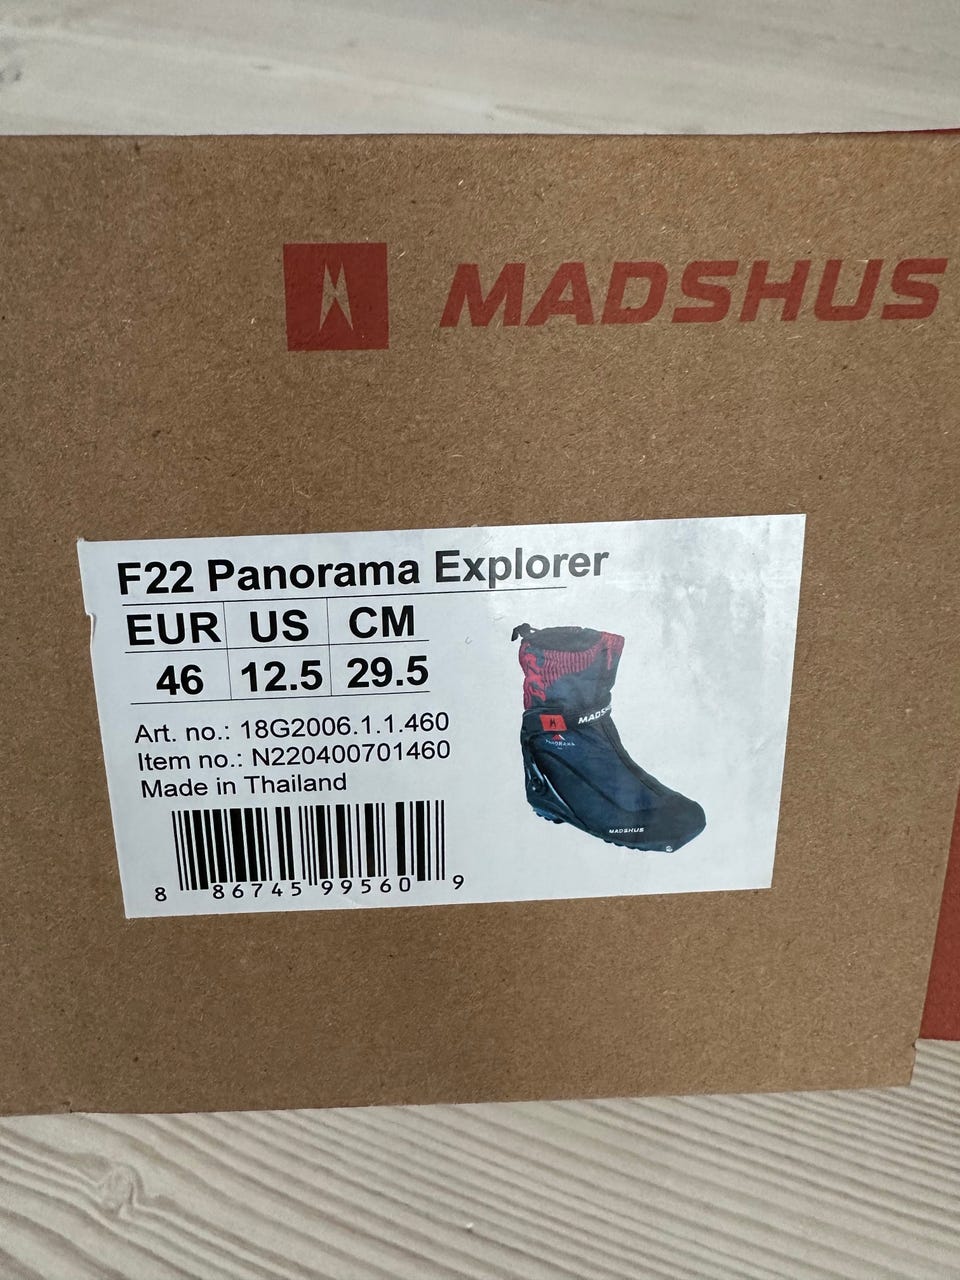 MADSHUS
F22 Panorama Explorer
EUR US CM
46 12.5 29.5
Art. no.: 18G2006.1.1.460
Item no.: N220400701460
Made in Thailand
8 86745 99560 9
MADSHUS
PANORAMA
MADSHUS